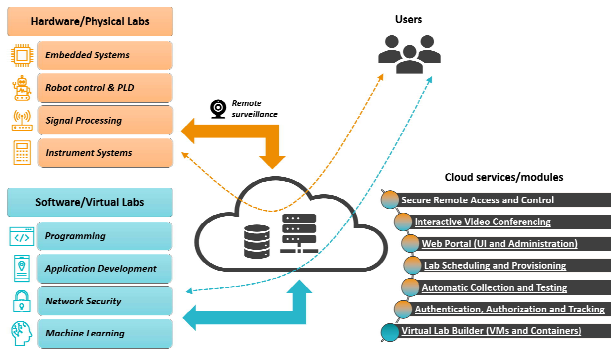 Hardware/Physical Labs
Embedded Systems
Robot control & PLD
Signal Processing
Instrument Systems
Software/Virtual Labs
Programming
Application Development
Network Security
Machine Learning
Remote
surveillance
Users
Cloud services/modules
Secure Remote Access and Control
Interactive Video Conferencing
Web Portal (UI and Administration)
Lab Scheduling and Provisioning
Automatic Collection and Testing
Authentication, Authorization and Tracking
Virtual Lab Builder (VMs and Containers)